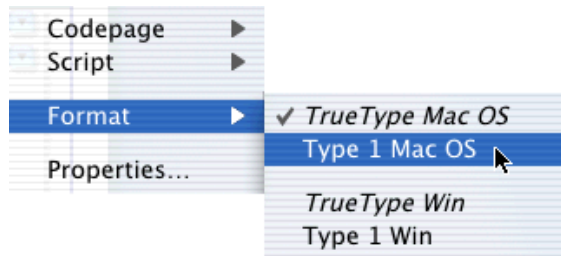 Codepage
Script
Format
Properties...
TrueType Mac OS
Type 1 Mac OS
TrueType Win
Type 1 Win